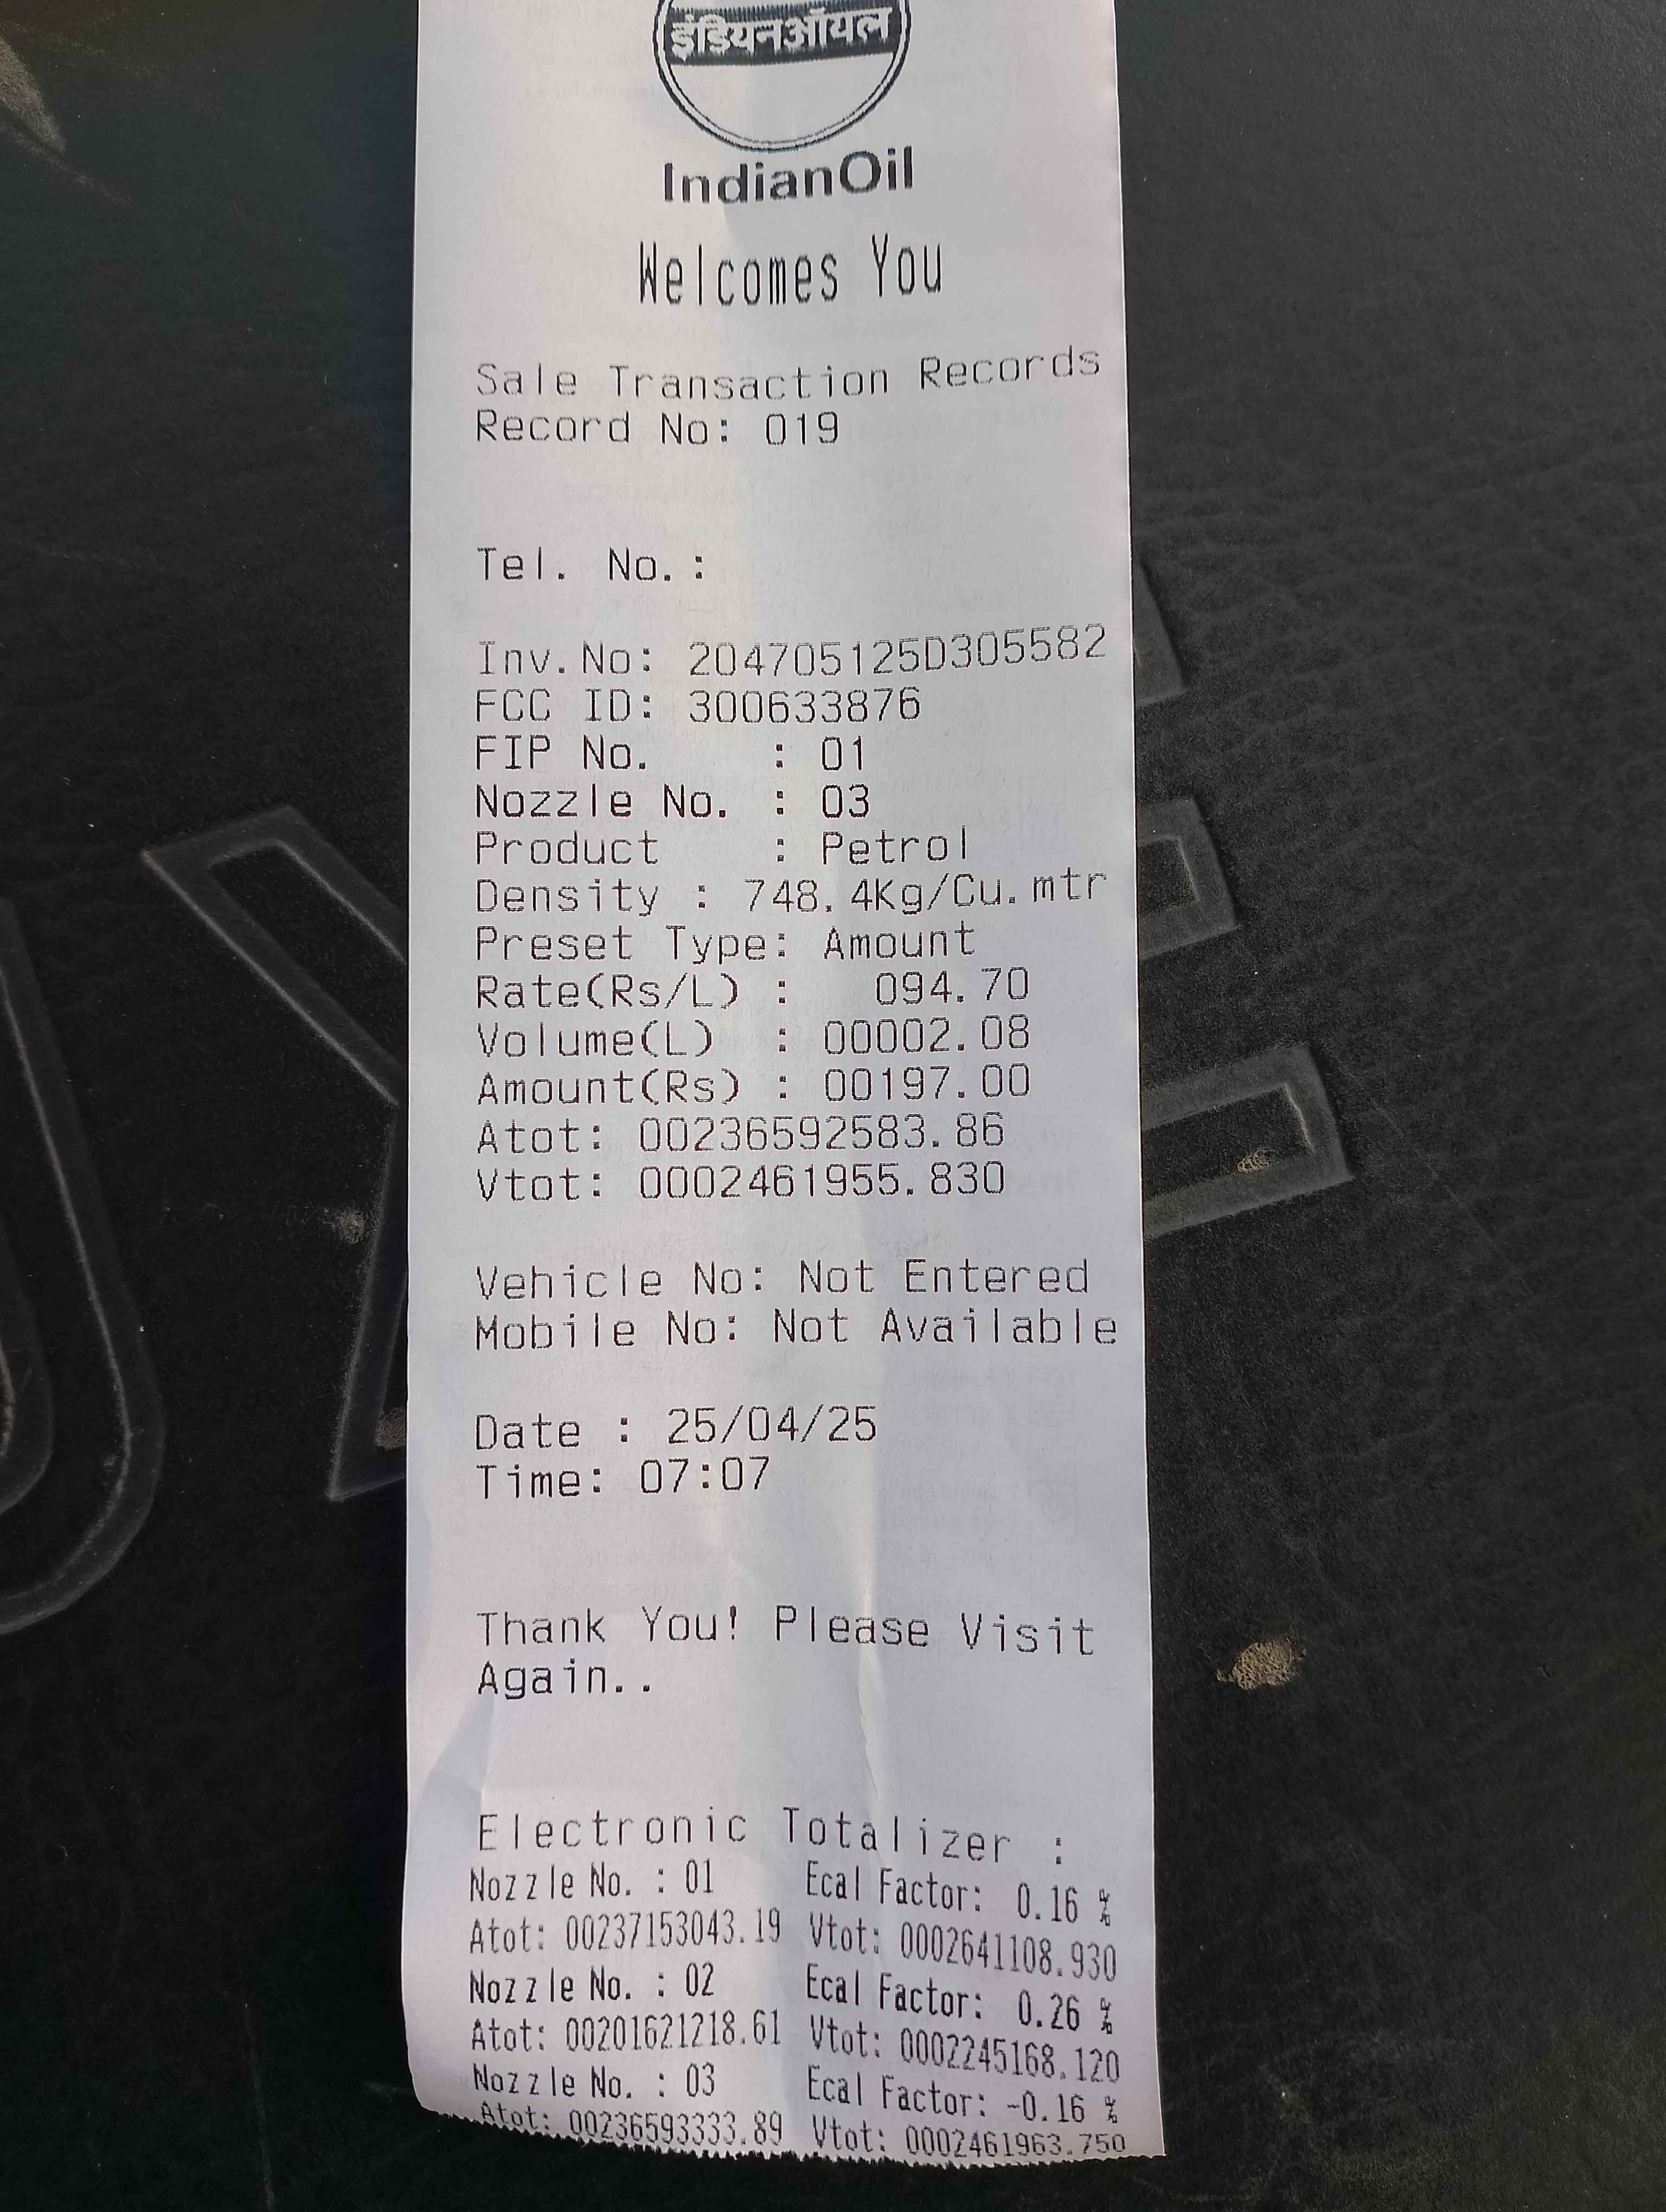 इंडियनऑयल
IndianOil
Welcomes You
Sale Transaction Records
Record No: 019
Tel. No.:
Inv.No: 204705125D305582
FCC ID: 300633876
FIP No. : 01
Nozzle No. : 03
Product : Petrol
Density : 748.4Kg/Cu.mtr
Preset Type: Amount
Rate(Rs/L) : 094.70
Volume(L) : 00002.08
Amount(Rs) : 00197.00
Atot: 00236592583.86
Vtot: 0002461955.830
Vehicle No: Not Entered
Mobile No: Not Available
Date : 25/04/25
Time: 07:07
Thank You! Please Visit
Again..
Electronic Totalizer :
Nozzle No. : 01 Ecal Factor: 0.16 %
Atot: 00237153043.19 Vtot: 0002641108.930
Nozzle No. : 02 Ecal Factor: 0.26 %
Atot: 00201621218.61 Vtot: 0002245168.120
Nozzle No. : 03 Ecal Factor: -0.16 %
Atot: 00236593333.89 Vtot: 0002461963.750